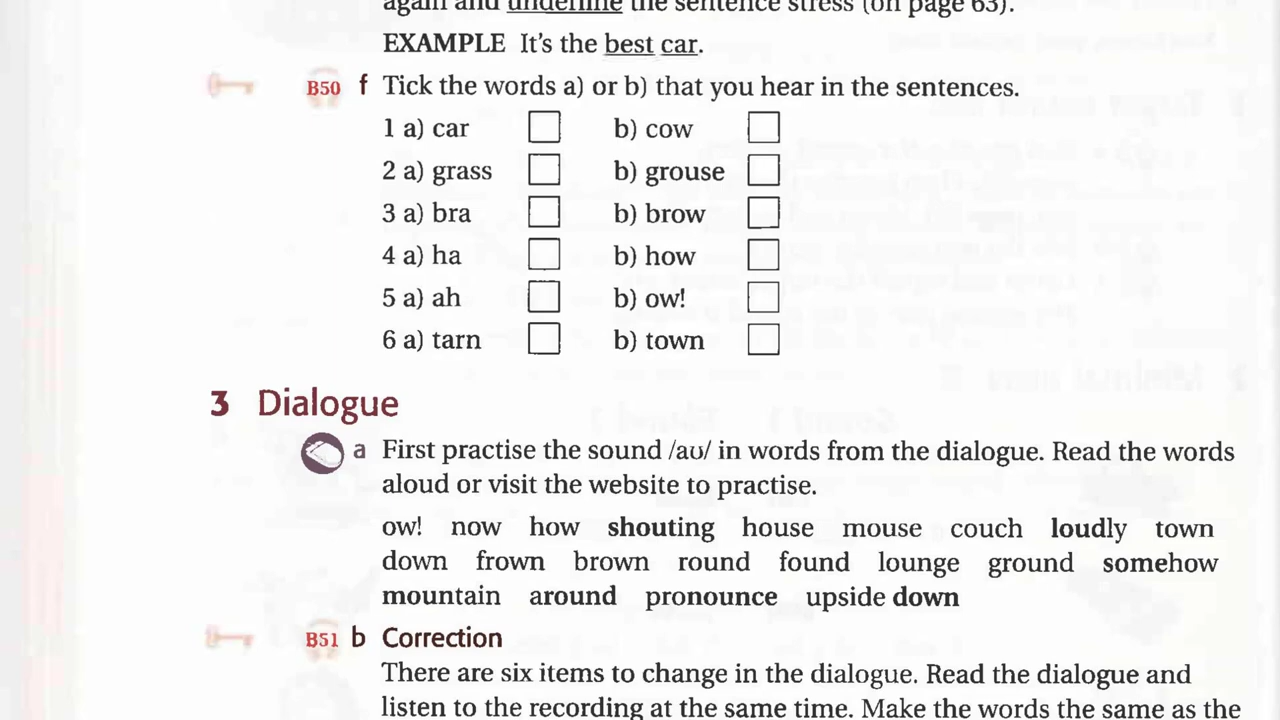 again and underline the sentence stress (on page 63).
EXAMPLE It's the best car.
B50 f Tick the words a) or b) that you hear in the sentences.
1 a) car b) cow
2 a) grass b) grouse
3 a) bra b) brow
4 a) ha b) how
5 a) ah b) ow!
6 a) tarn b) town
3 Dialogue
a First practise the sound /aʊ/ in words from the dialogue. Read the words
aloud or visit the website to practise.
ow! now how shouting house mouse couch loudly town
down frown brown round found lounge ground somehow
mountain around pronounce upside down
B51 b Correction
There are six items to change in the dialogue. Read the dialogue and
listen to the recording at the same time. Make the words the same as the